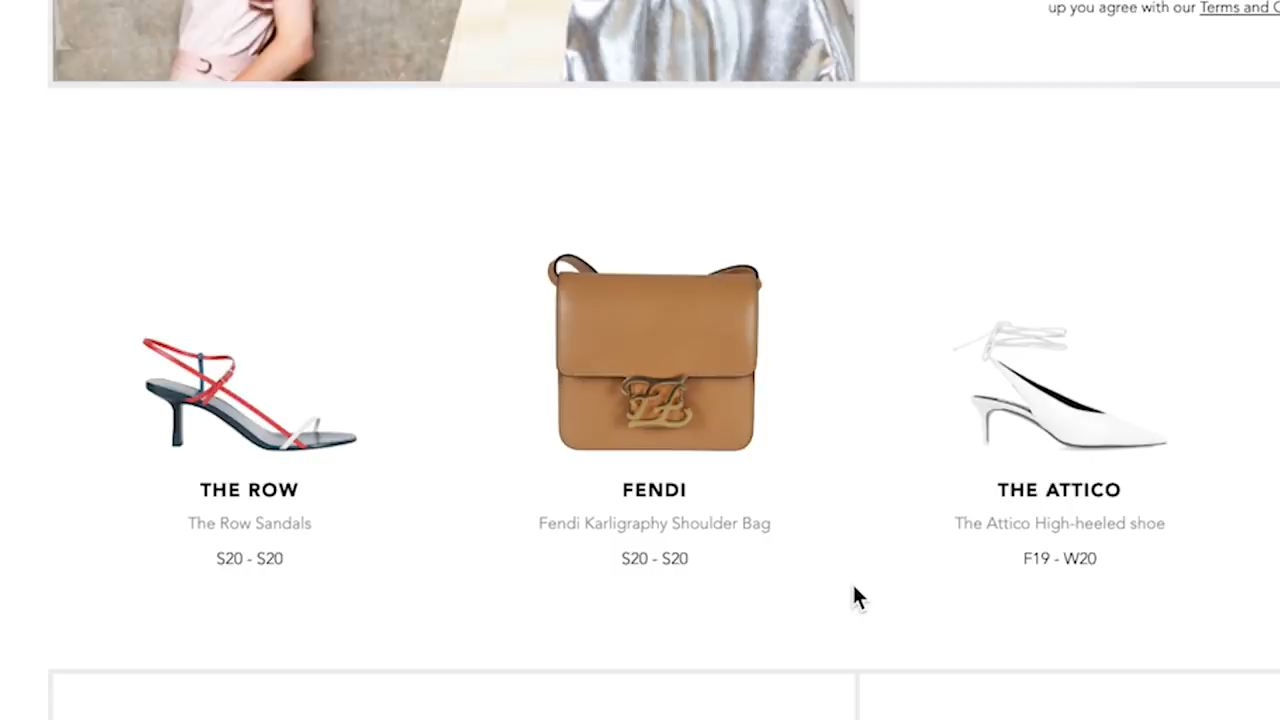 up you agree with our Terms and C
THE ROW
The Row Sandals
S20 - S20
FENDI
Fendi Karligraphy Shoulder Bag
S20 - S20
THE ATTICO
The Attico High-heeled shoe
F19 - W20